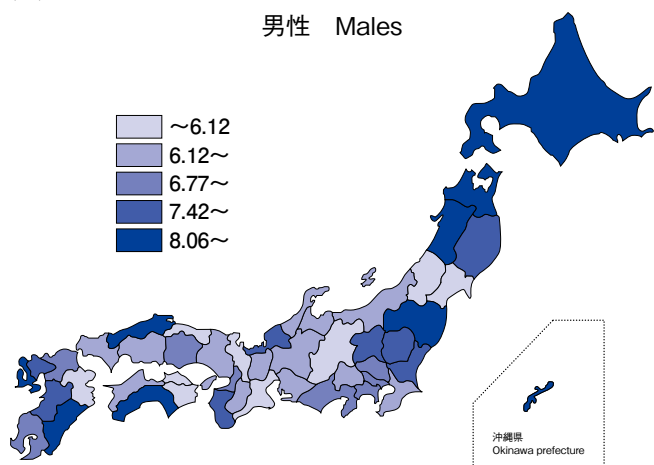 男性　Males
～6.12
6.12～
6.77～
7.42～
8.06～
沖縄県
Okinawa prefecture